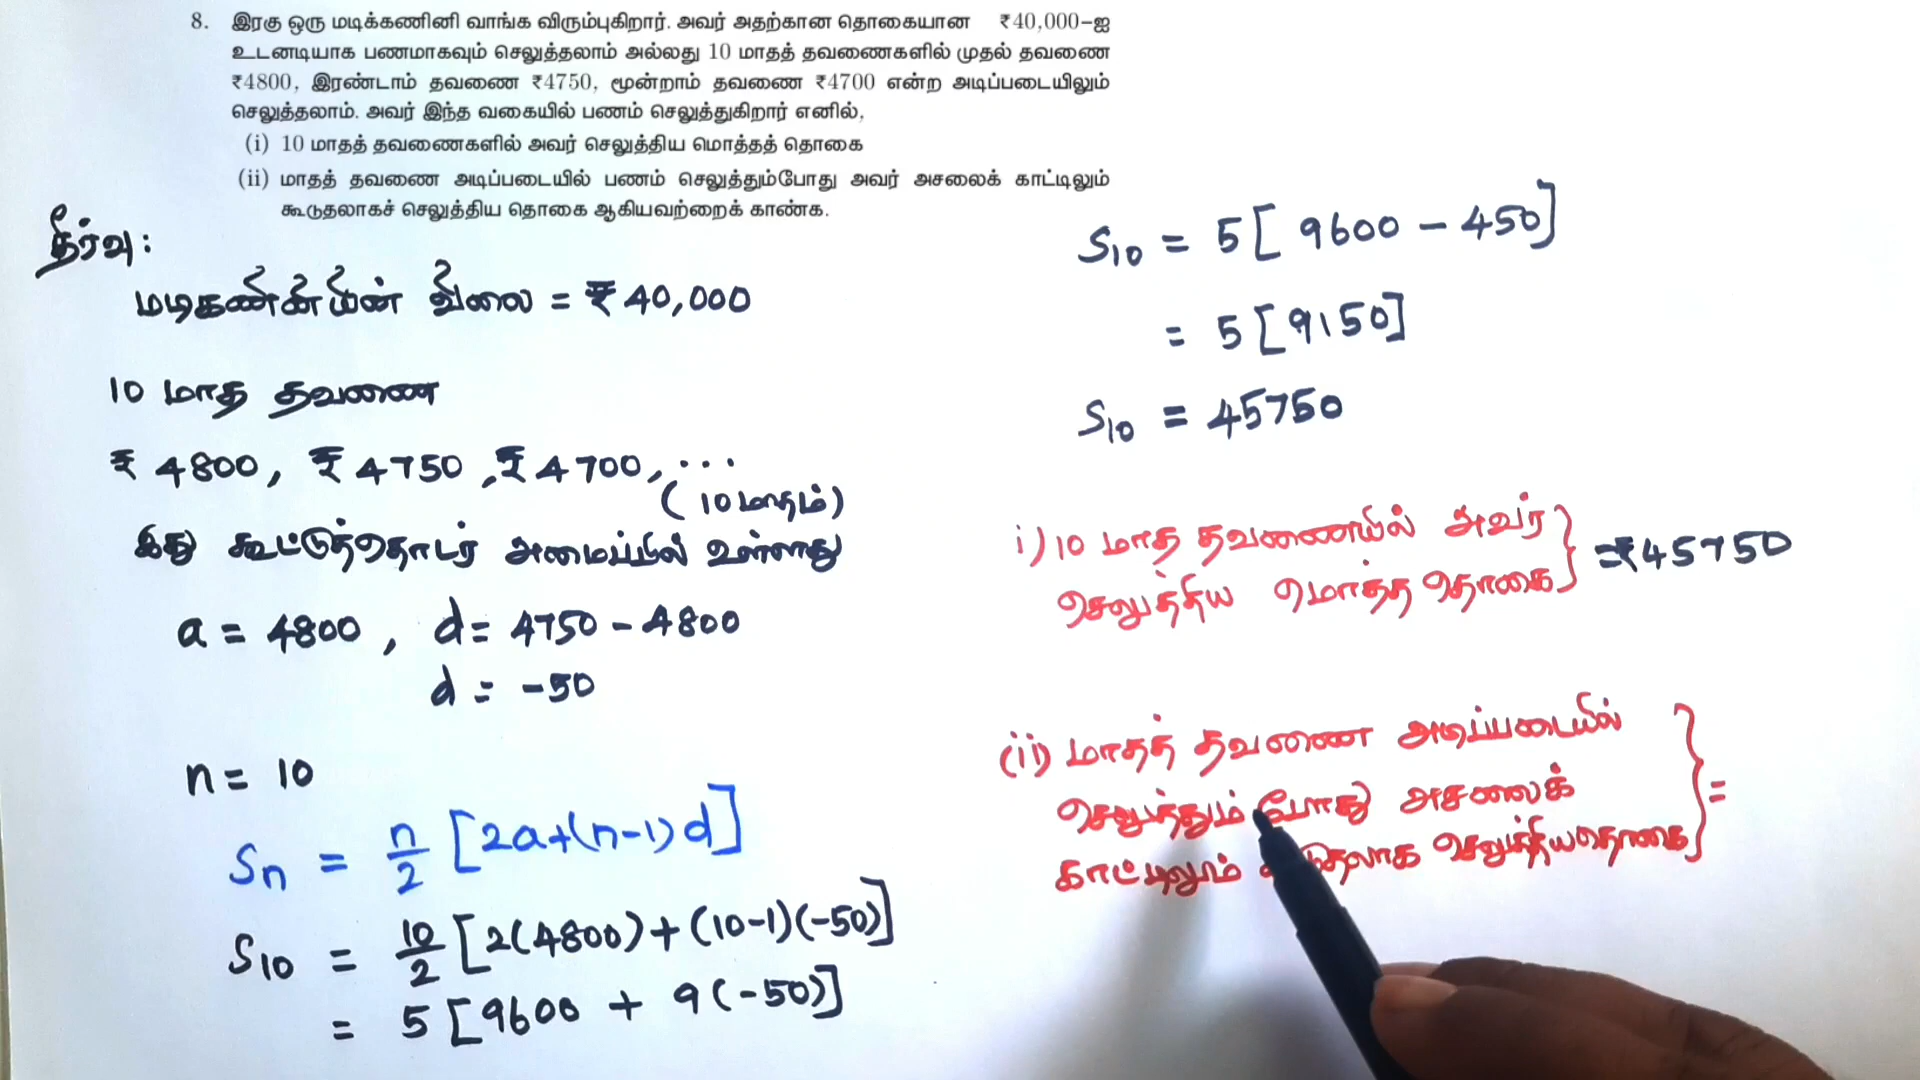 8. இரகு ஒரு மடிக்கணினி வாங்க விரும்புகிறார். அவர் அதற்கான தொகையான ₹40,000-ஐ
உடனடியாக பணமாகவும் செலுத்தலாம் அல்லது 10 மாதத் தவணைகளில் முதல் தவணை
₹4800, இரண்டாம் தவணை ₹4750, மூன்றாம் தவணை ₹4700 என்ற அடிப்படையிலும்
செலுத்தலாம். அவர் இந்த வகையில் பணம் செலுத்துகிறார் எனில்,
(i) 10 மாதத் தவணைகளில் அவர் செலுத்திய மொத்தத் தொகை
(ii) மாதத் தவணை அடிப்படையில் பணம் செலுத்தும்போது அவர் அசலைக் காட்டிலும்
கூடுதலாகச் செலுத்திய தொகை ஆகியவற்றைக் காண்க.
தீர்வு:
மடிகணினியின் விலை = ₹ 40,000
10 மாத தவணை
₹ 4800, ₹ 4750, ₹ 4700, ...
(10 மாதம்)
இது கூட்டுத்தொடர் அமைப்பில் உள்ளது
a = 4800, d = 4750 - 4800
d = -50
n = 10
Sn = n/2 [2a+(n-1)d]
S10 = 10/2 [2(4800)+(10-1)(-50)]
= 5 [9600 + 9(-50)]
S10 = 5 [9600 - 450]
= 5 [9150]
S10 = 45750
i) 10 மாத தவணையில் அவர்
செலுத்திய மொத்த தொகை } = ₹45750
(ii) மாதத் தவணை அடிப்படையில்
செலுத்தும் போது அசலைக் } =
காட்டிலும் செலுத்திய தொகை